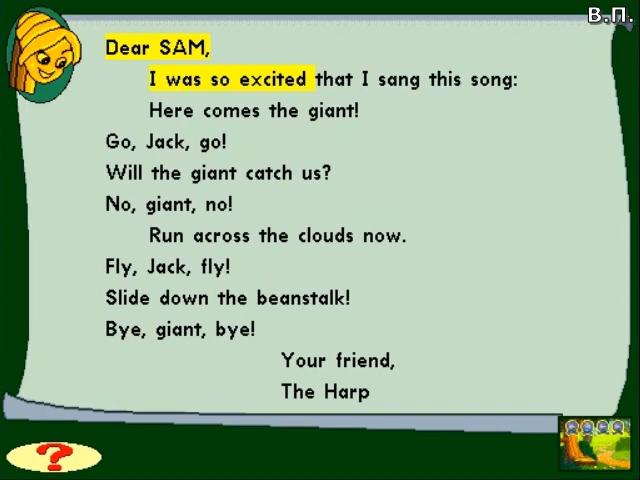 В.П.
Dear SAM,
I was so excited that I sang this song:
Here comes the giant!
Go, Jack, go!
Will the giant catch us?
No, giant, no!
Run across the clouds now.
Fly, Jack, fly!
Slide down the beanstalk!
Bye, giant, bye!
Your friend,
The Harp
?